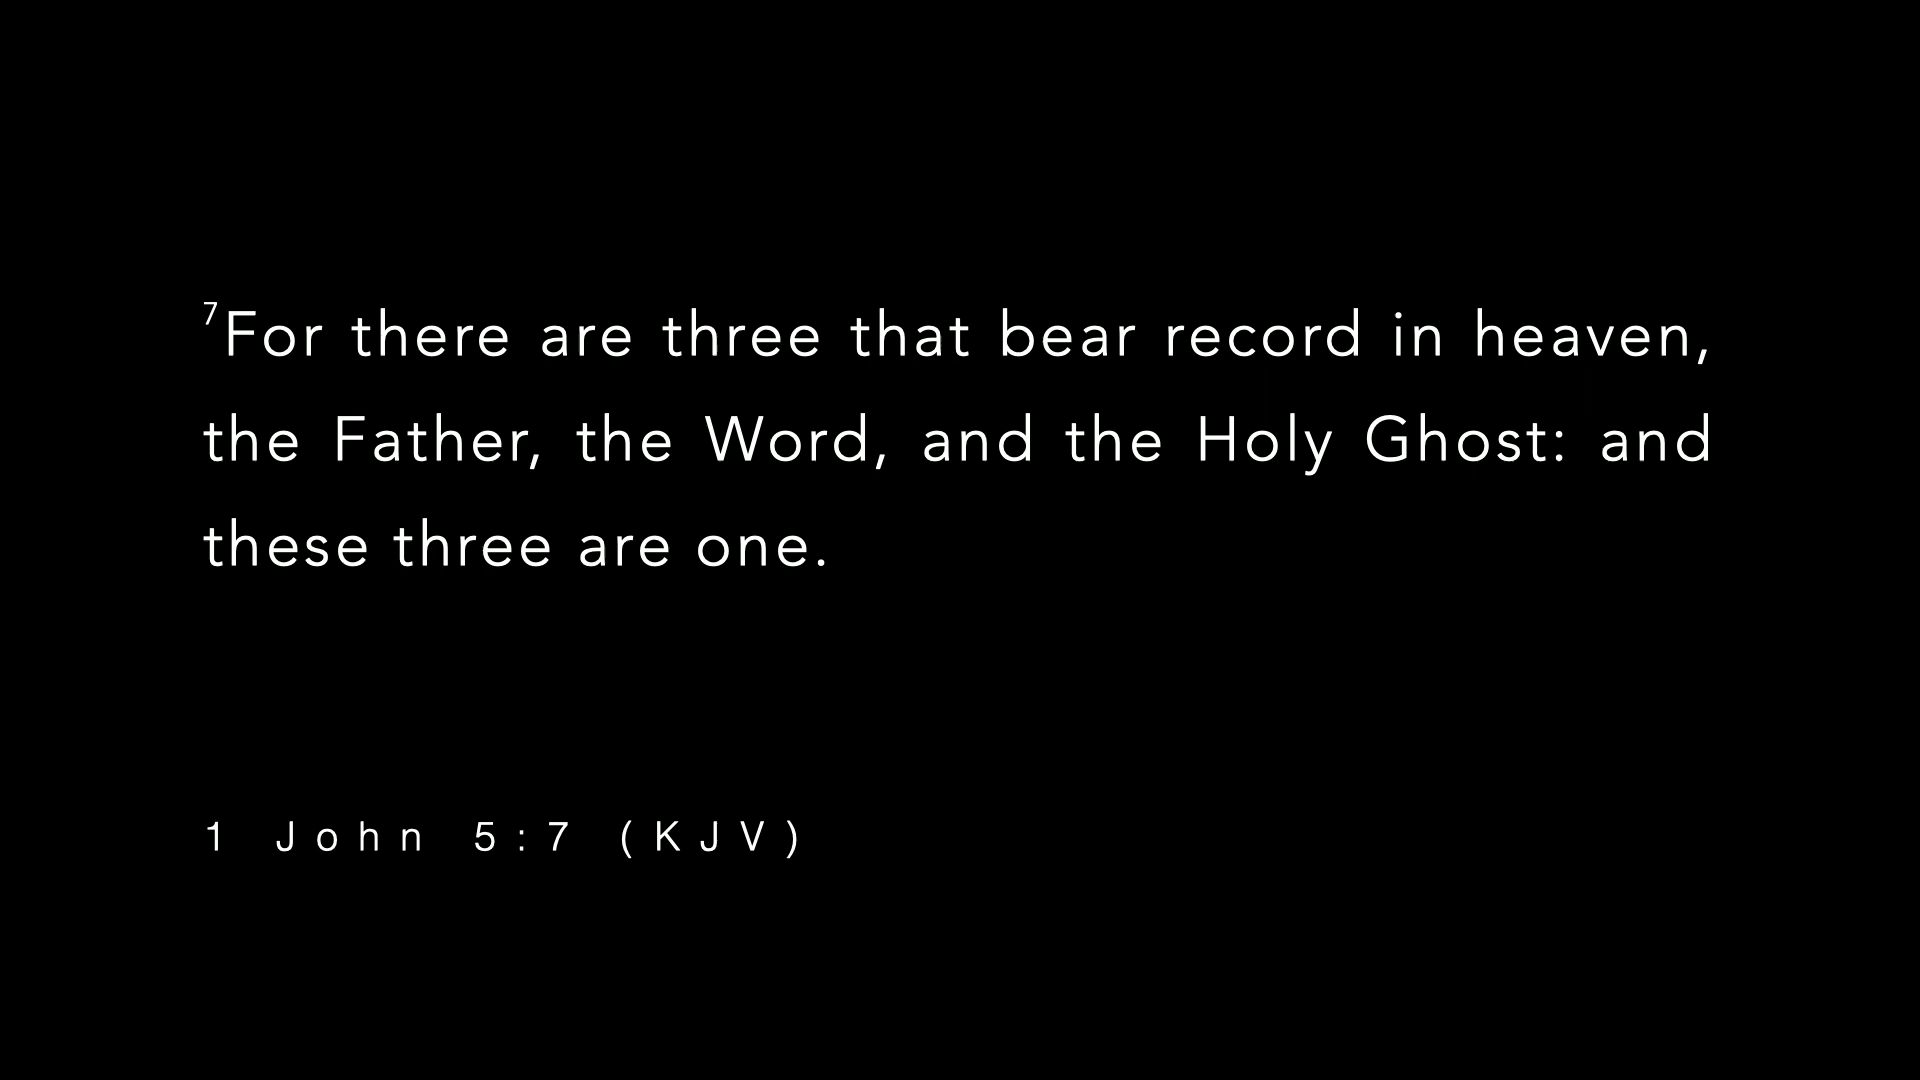 ⁷For there are three that bear record in heaven,
the Father, the Word, and the Holy Ghost: and
these three are one.
1 John 5:7 (KJV)